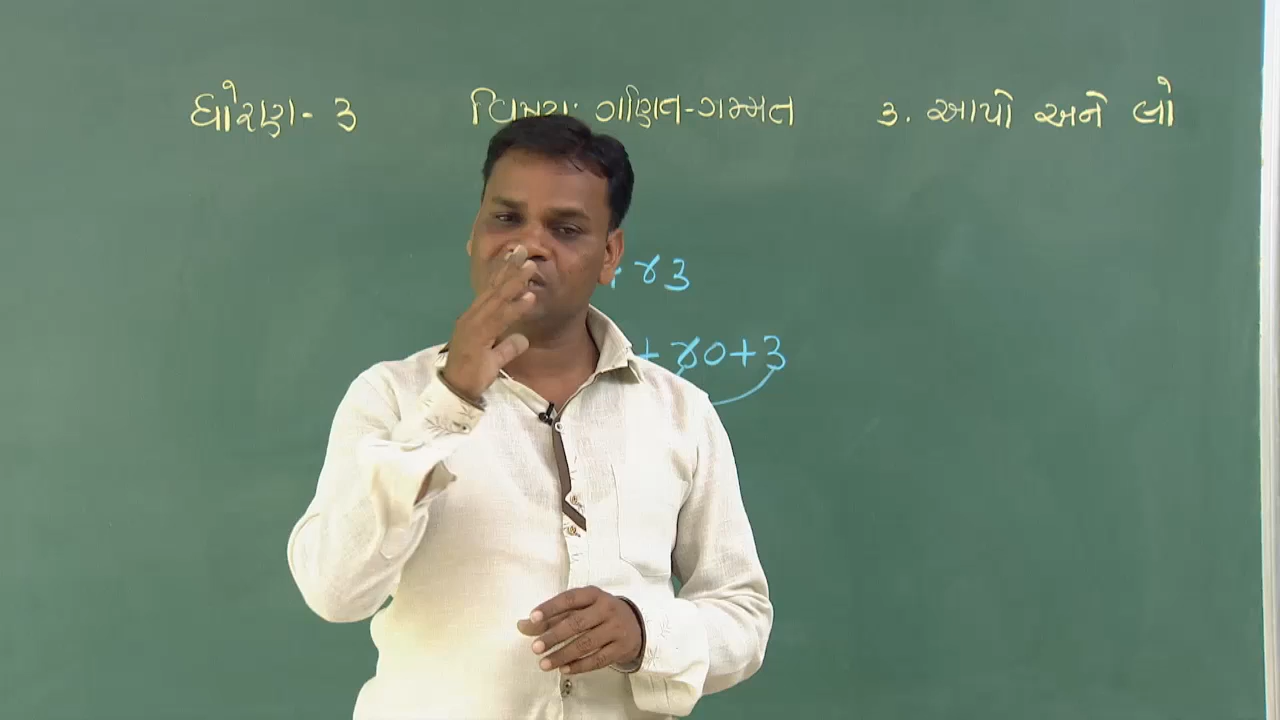 ધોરણ - ૩ વિષય: ગણિત-ગમ્મત ૩. આપો અને લો
૪૩
+ ૪૦ + ૩